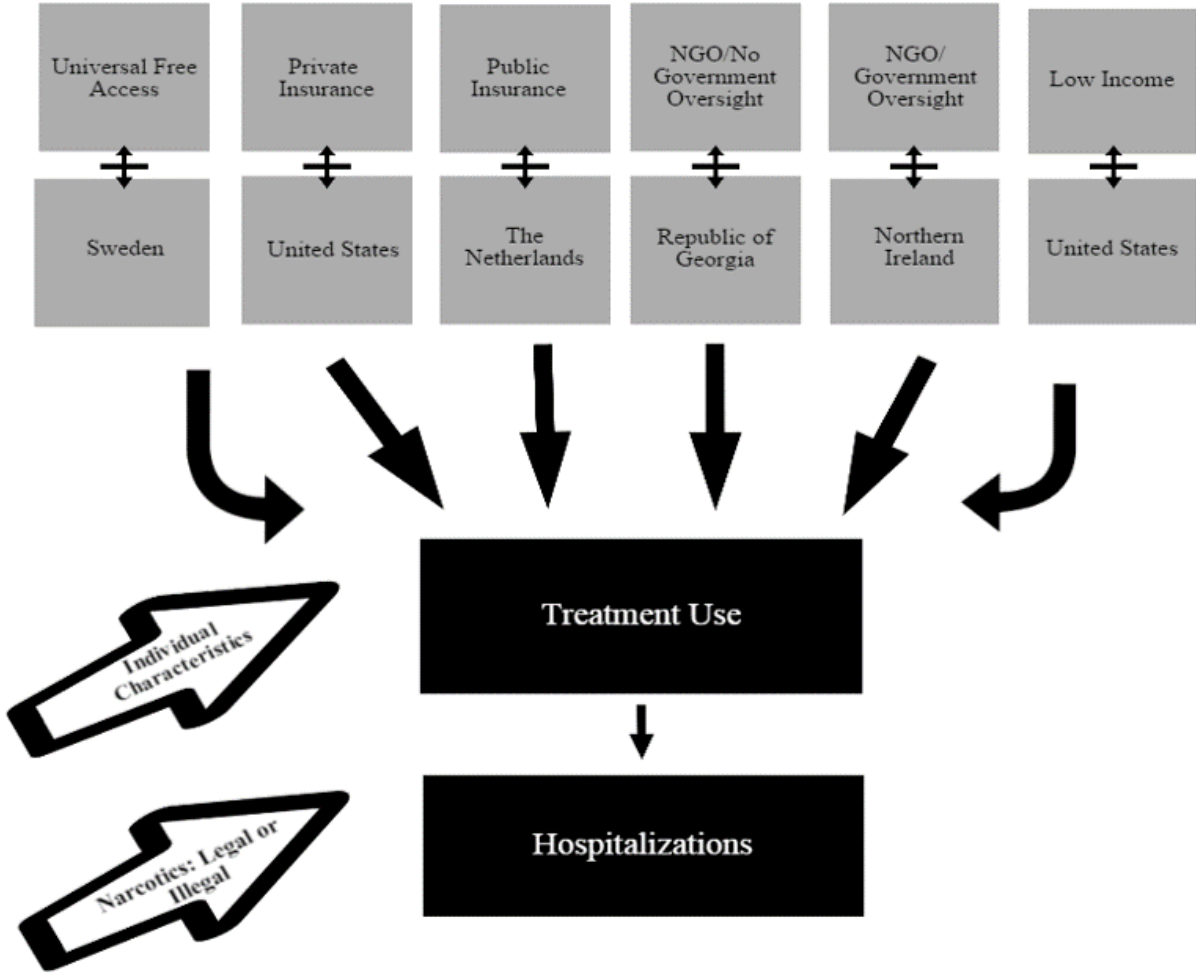 Universal Free
Access
Private
Insurance
Public
Insurance
NGO/No
Government
Oversight
NGO/
Government
Oversight
Low Income
Sweden
United States
The
Netherlands
Republic of
Georgia
Northern
Ireland
United States
Treatment Use
Individual
Characteristics
Hospitalizations
Narcotics: Legal or
Illegal